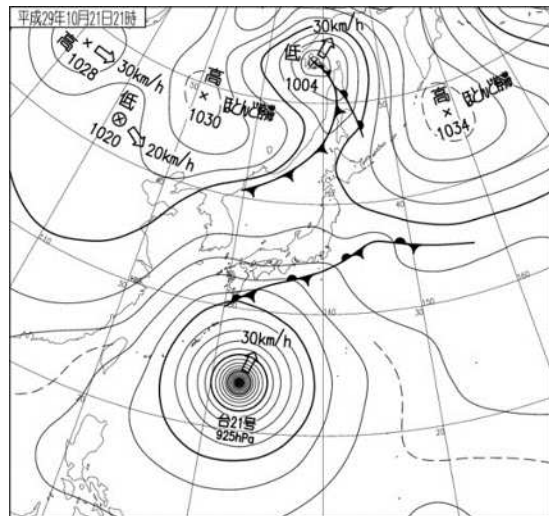 平成29年10月21日21時
高
1028
30km/h
低
1020
20km/h
高
1030
ほとんど停滞
低
1004
30km/h
高
1034
ほとんど停滞
30km/h
台21号
925hPa